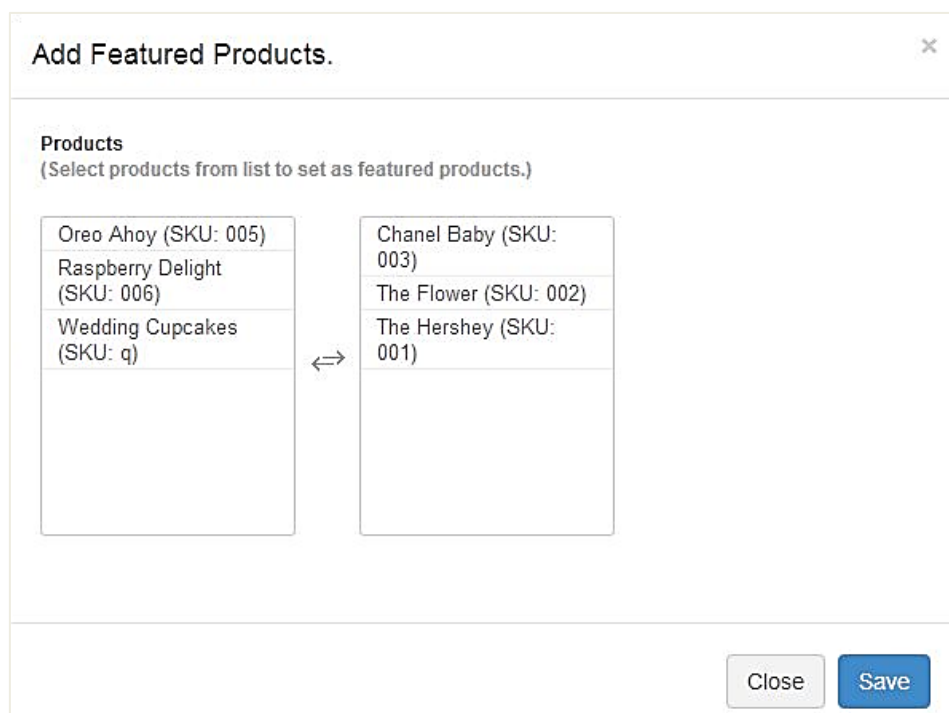 Add Featured Products.
×
Products
(Select products from list to set as featured products.)
Oreo Ahoy (SKU: 005)
Raspberry Delight
(SKU: 006)
Wedding Cupcakes
(SKU: q)
Chanel Baby (SKU:
003)
The Flower (SKU: 002)
The Hershey (SKU:
001)
Close
Save